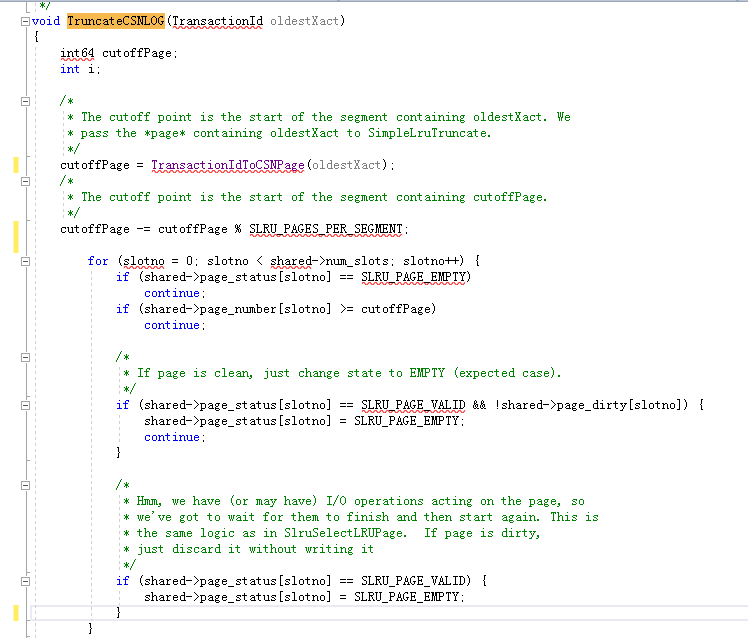 */
void TruncateCSNLOG(TransactionId oldestXact)
{
    int64 cutoffPage;
    int i;

    /*
     * The cutoff point is the start of the segment containing oldestXact. We
     * pass the *page* containing oldestXact to SimpleLruTruncate.
     */
    cutoffPage = TransactionIdToCSNPage(oldestXact);
    /*
     * The cutoff point is the start of the segment containing cutoffPage.
     */
    cutoffPage -= cutoffPage % SLRU_PAGES_PER_SEGMENT;

        for (slotno = 0; slotno < shared->num_slots; slotno++) {
            if (shared->page_status[slotno] == SLRU_PAGE_EMPTY)
                continue;
            if (shared->page_number[slotno] >= cutoffPage)
                continue;

            /*
             * If page is clean, just change state to EMPTY (expected case).
             */
            if (shared->page_status[slotno] == SLRU_PAGE_VALID && !shared->page_dirty[slotno]) {
                shared->page_status[slotno] = SLRU_PAGE_EMPTY;
                continue;
            }

            /*
             * Hmm, we have (or may have) I/O operations acting on the page, so
             * we've got to wait for them to finish and then start again. This is
             * the same logic as in SlruSelectLRUPage.  If page is dirty,
             * just discard it without writing it
             */
            if (shared->page_status[slotno] == SLRU_PAGE_VALID) {
                shared->page_status[slotno] = SLRU_PAGE_EMPTY;
            }
        }